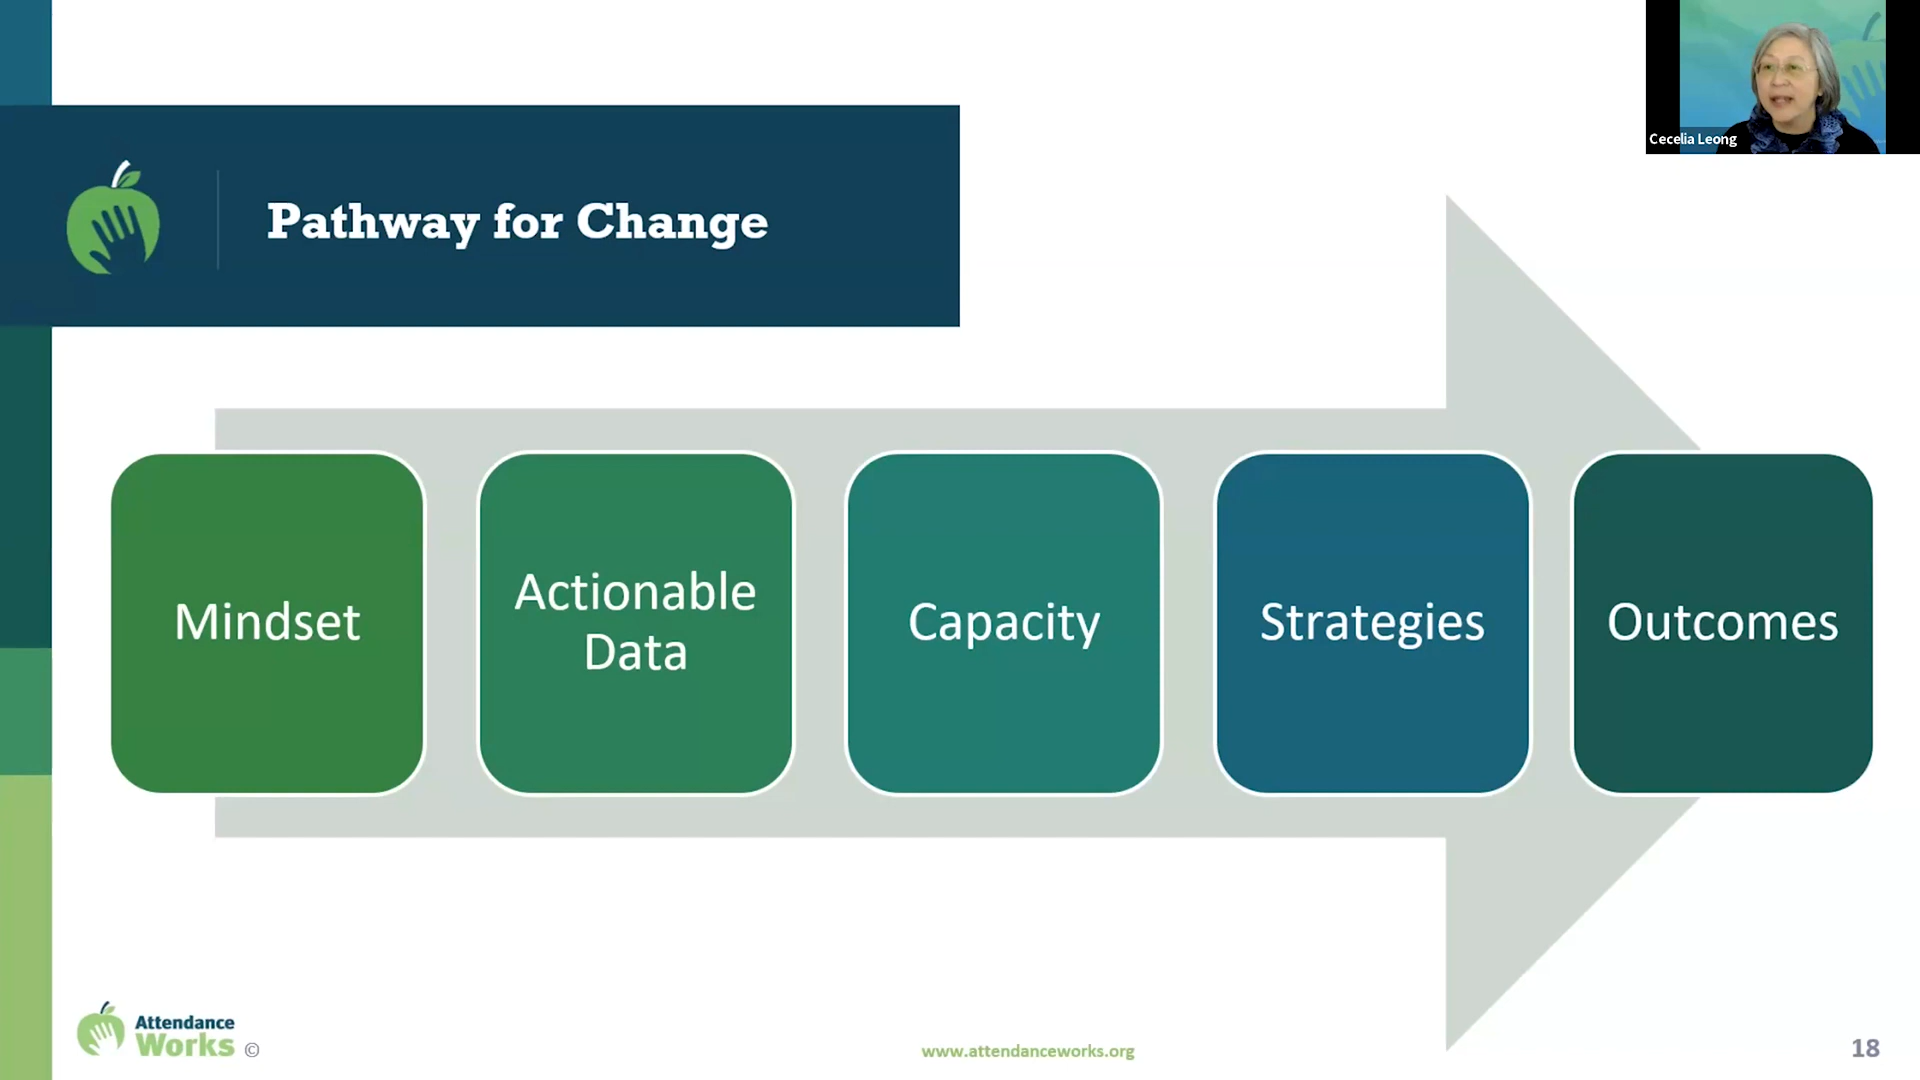 Cecelia Leong
Pathway for Change
Mindset
Actionable
Data
Capacity
Strategies
Outcomes
Attendance
Works ©
www.attendanceworks.org
18